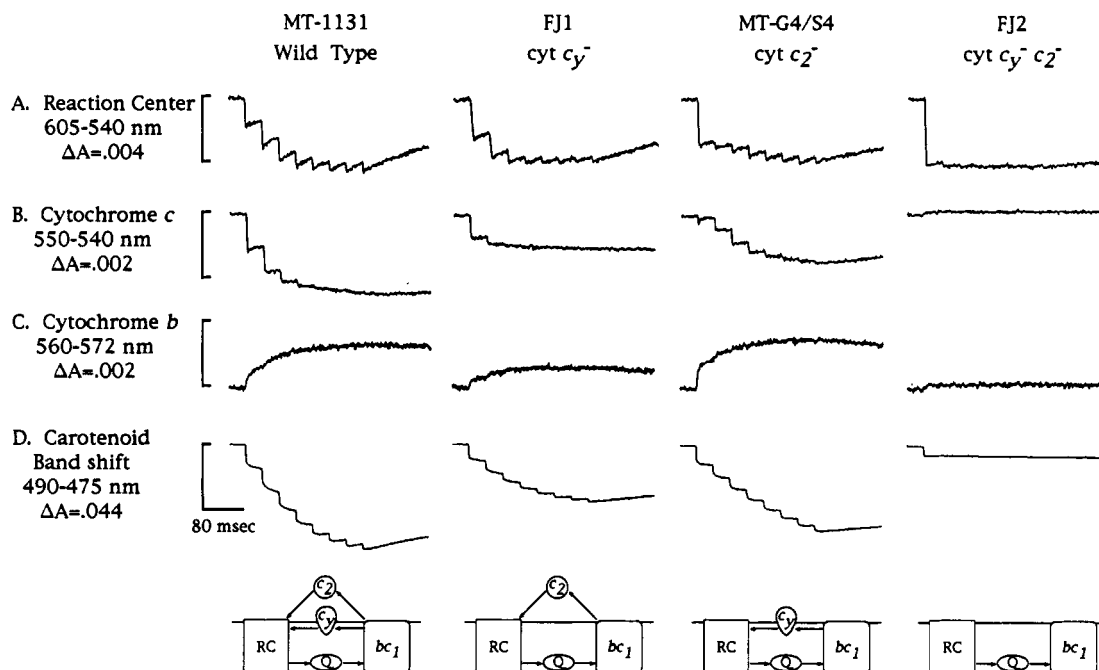 MT-1131
Wild Type
FJ1
cyt cy-
MT-G4/S4
cyt c2-
FJ2
cyt cy- c2-
A. Reaction Center
605-540 nm
ΔA=.004
B. Cytochrome c
550-540 nm
ΔA=.002
C. Cytochrome b
560-572 nm
ΔA=.002
D. Carotenoid
Band shift
490-475 nm
ΔA=.044
80 msec
c2
cy
RC
Q
bc1
c2
RC
Q
bc1
cy
RC
Q
bc1
RC
Q
bc1